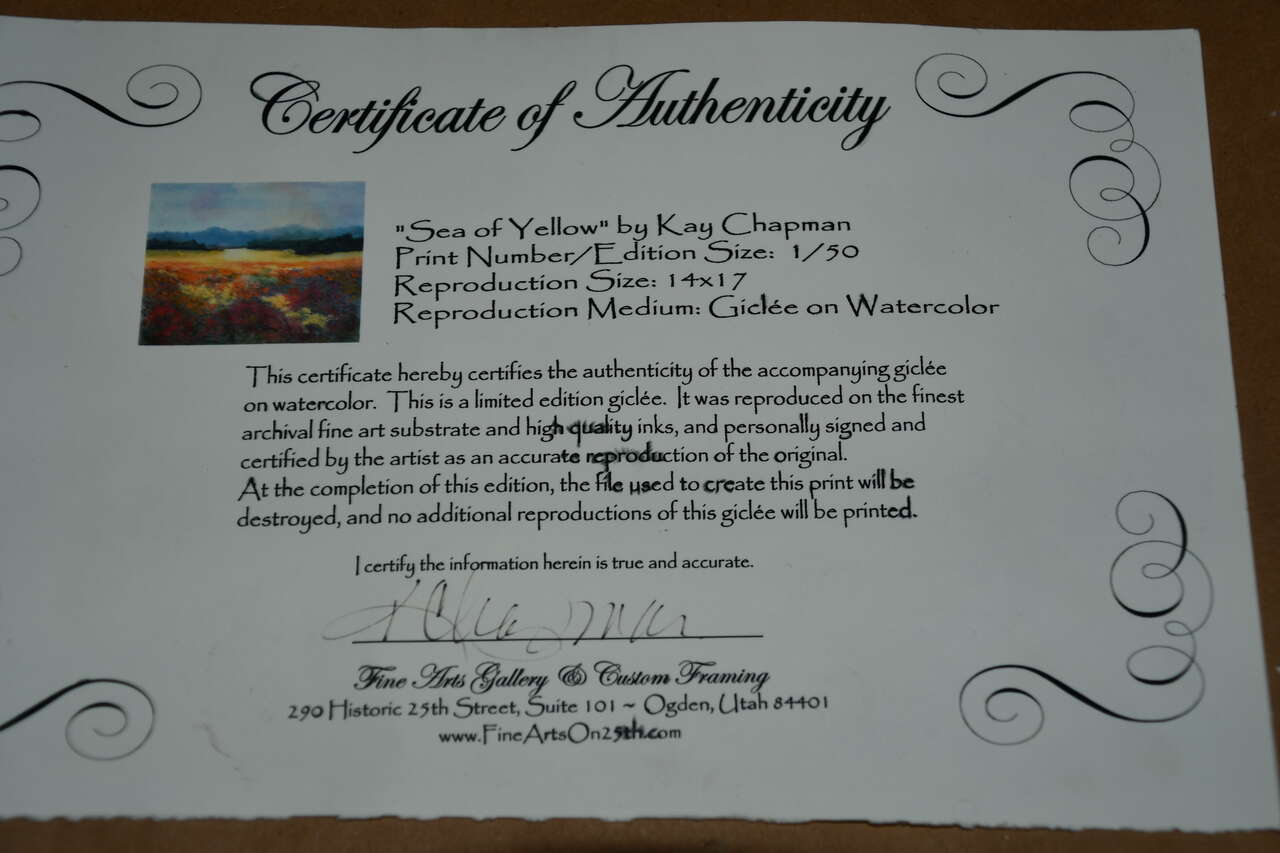 Certificate of Authenticity
"Sea of Yellow" by Kay Chapman
Print Number/Edition Size: 1/50
Reproduction Size: 14x17
Reproduction Medium: Giclée on Watercolor
This certificate hereby certifies the authenticity of the accompanying giclée
on watercolor. This is a limited edition giclée. It was reproduced on the finest
archival fine art substrate and high quality inks, and personally signed and
certified by the artist as an accurate reproduction of the original.
At the completion of this edition, the file used to create this print will be
destroyed, and no additional reproductions of this giclée will be printed.
I certify the information herein is true and accurate.
Fine Arts Gallery & Custom Framing
290 Historic 25th Street, Suite 101 ~ Ogden, Utah 84401
www.FineArtsOn25th.com